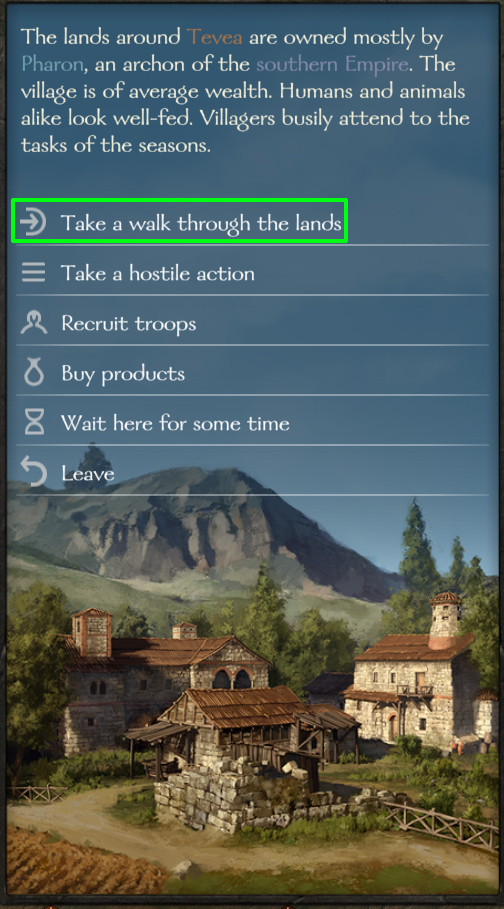 The lands around Tevea are owned mostly by
Pharon, an archon of the southern Empire. The
village is of average wealth. Humans and animals
alike look well-fed. Villagers busily attend to the
tasks of the seasons.
Take a walk through the lands
Take a hostile action
Recruit troops
Buy products
Wait here for some time
Leave